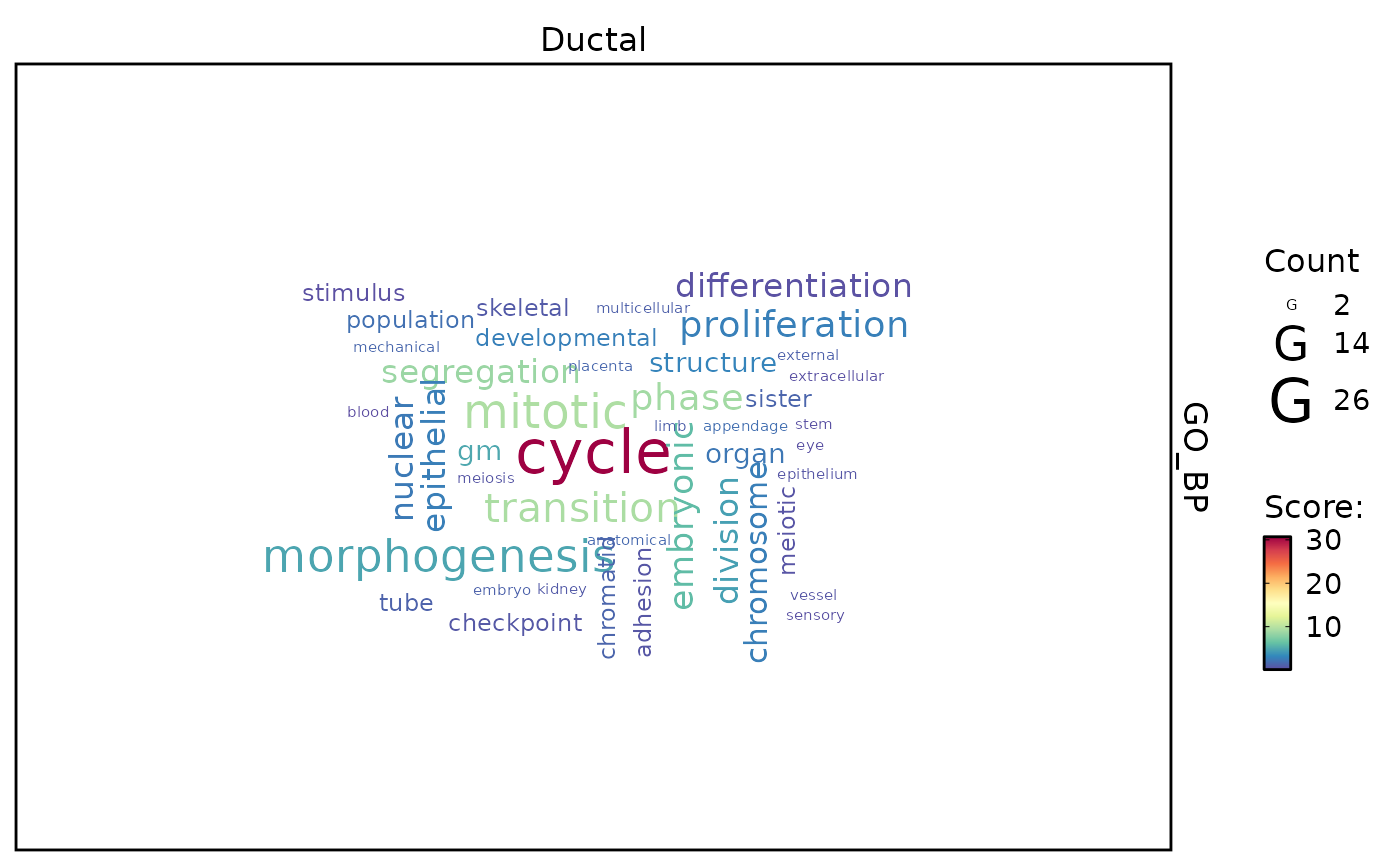 Ductal
differentiation
stimulus
skeletal
multicellular
population
proliferation
developmental
mechanical
external
placenta
structure
segregation
extracellular
phase
sister
mitotic
blood
limb
appendage
stem
nuclear
epithelial
eye
gm
cycle
organ
meiosis
epithelium
transition
embryonic
division
chromosome
meiotic
anatomical
morphogenesis
embryo
kidney
vessel
tube
chromatid
adhesion
sensory
checkpoint
GO_BP
Count
G 2
G 14
G 26
Score:
30
20
10